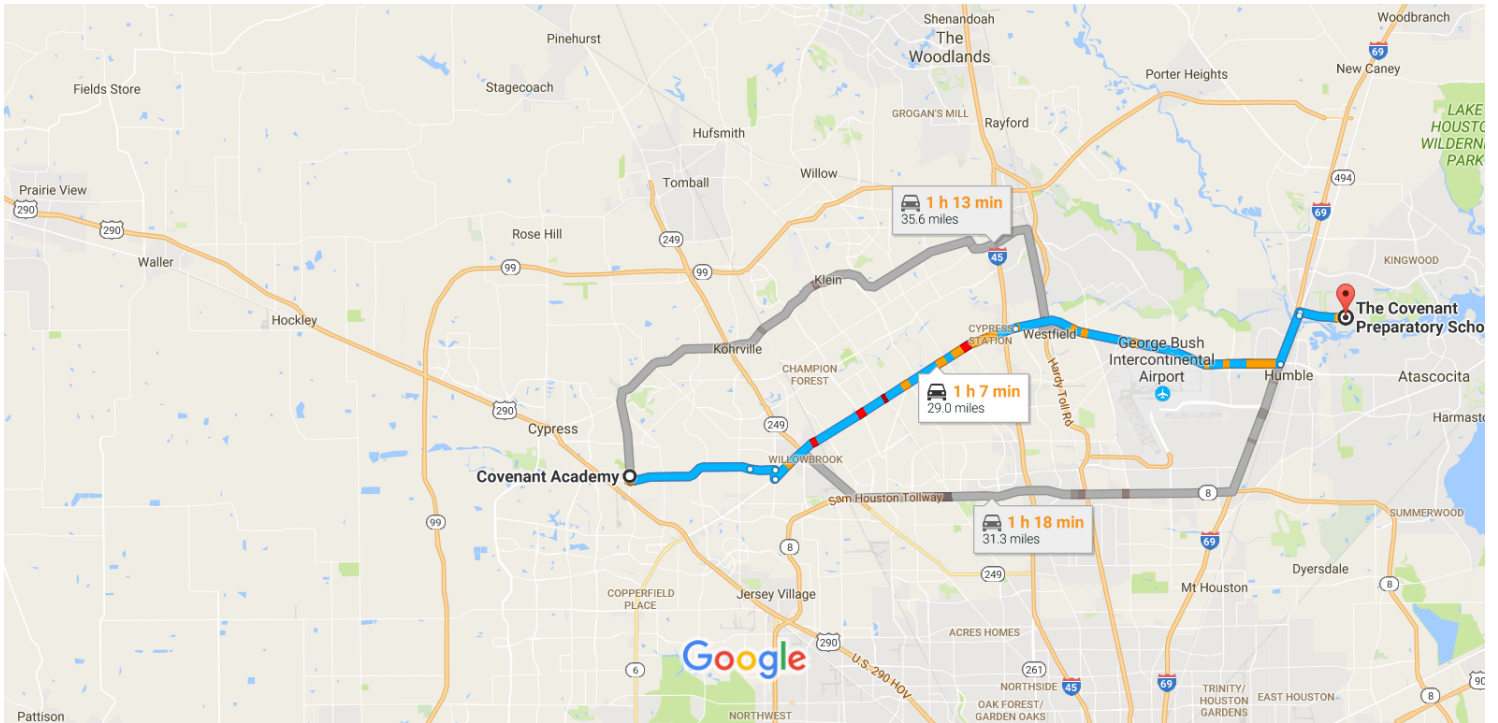 Shenandoah
The
Woodlands
Woodbranch
69
New Caney
Pinehurst
Porter Heights
Fields Store
Stagecoach
GROGAN'S MILL
Rayford
LAKE
HOUSTO
WILDERNE
PARK
Hufsmith
Prairie View
Tomball
Willow
494
290
1 h 13 min
35.6 miles
69
290
Rose Hill
249
45
Waller
99
99
Klein
KINGWOOD
Hockley
Kohrville
CYPRESS
STATION
Westfield
The Covenant
Preparatory Scho
George Bush
Intercontinental
Airport
CHAMPION
FOREST
Humble
Atascocita
Hardy Toll Rd
1 h 7 min
29.0 miles
290
Cypress
249
Harmasto
WILLOWBROOK
Covenant Academy
Sam Houston Tollway
8
99
1 h 18 min
31.3 miles
SUMMERWOOD
8
69
249
Dyersdale
Mt Houston
8
COPPERFIELD
PLACE
Jersey Village
ACRES HOMES
290
Google
U.S. 290 HOV
6
261
NORTHSIDE
45
69
TRINITY/
HOUSTON
GARDENS
EAST HOUSTON
90
OAK FOREST/
GARDEN OAKS
Pattison
NORTHWEST